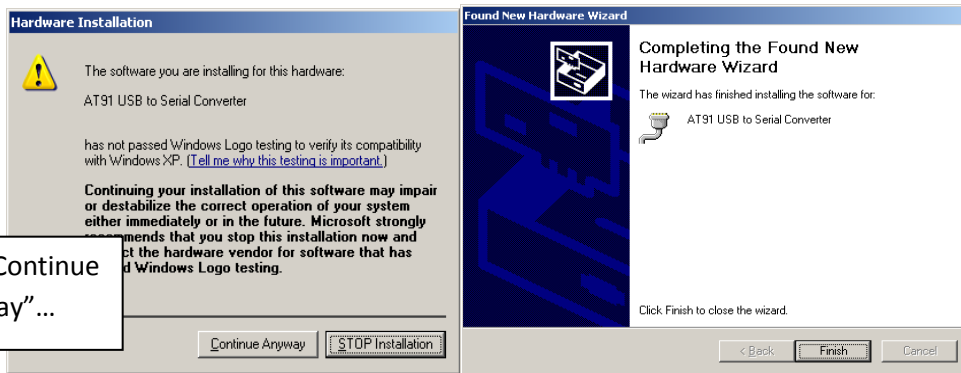 Hardware Installation
The software you are installing for this hardware:
AT91 USB to Serial Converter
has not passed Windows Logo testing to verify its compatibility
with Windows XP. (Tell me why this testing is important.)
Continuing your installation of this software may impair
or destabilize the correct operation of your system
either immediately or in the future. Microsoft strongly
that you stop this installation now and
the hardware vendor for software that has
Windows Logo testing.
Continue
…
Continue Anyway
STOP Installation
Found New Hardware Wizard
Completing the Found New
Hardware Wizard
The wizard has finished installing the software for:
AT91 USB to Serial Converter
Click Finish to close the wizard.
< Back
Finish
Cancel